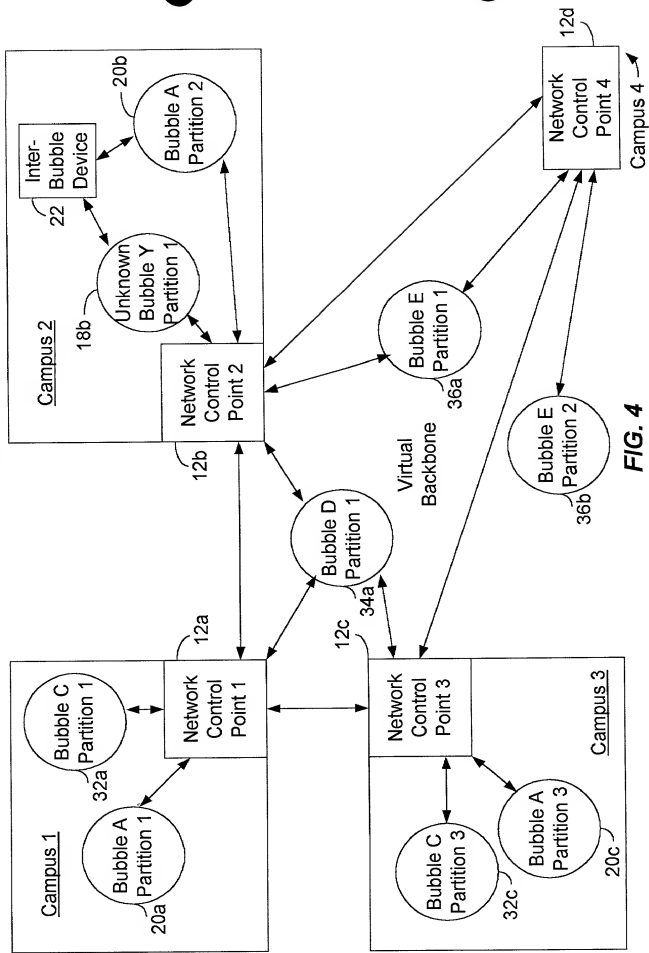 Campus 1
Bubble A
Partition 1
20a
Bubble C
Partition 1
32a
Network
Control
Point 1
12a
Campus 2
Unknown
Bubble Y
Partition 1
18b
Inter-
Bubble
Device
22
Bubble A
Partition 2
20b
Network
Control
Point 2
12b
Bubble D
Partition 1
34a
Virtual
Backbone
Bubble E
Partition 1
36a
Bubble E
Partition 2
36b
Campus 3
Network
Control
Point 3
12c
Bubble C
Partition 3
32c
Bubble A
Partition 3
20c
Network
Control
Point 4
12d
Campus 4
FIG. 4